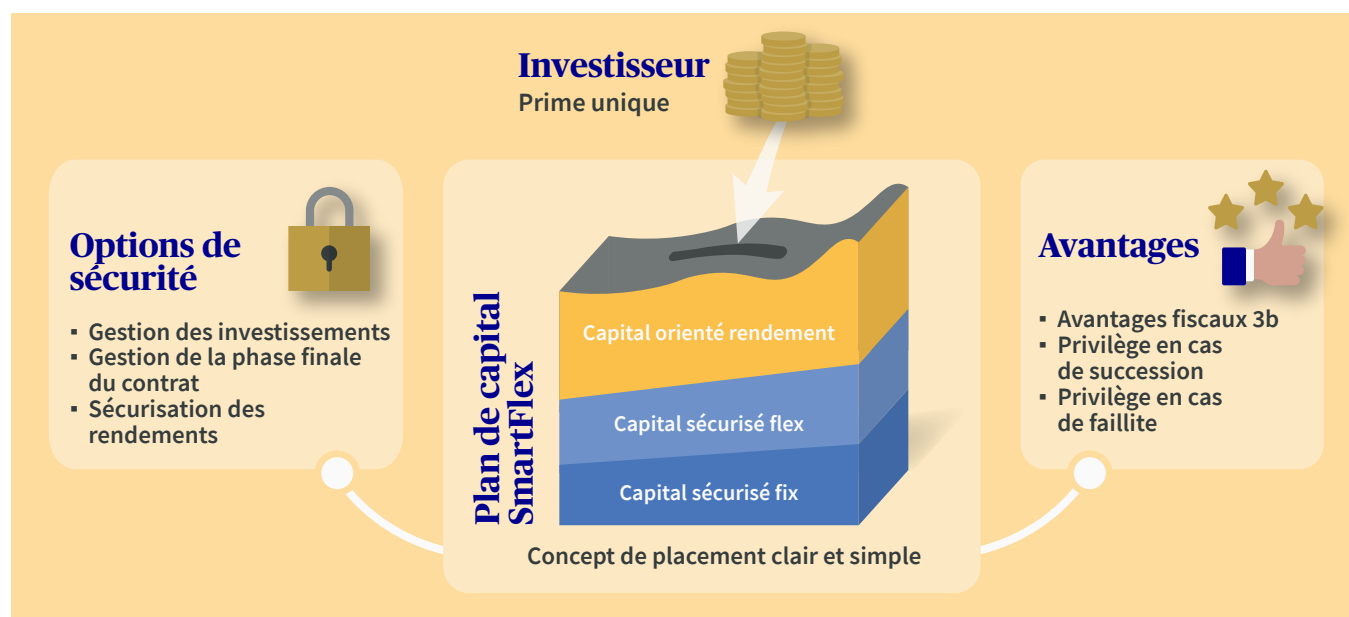 Investisseur
Prime unique
Options de
sécurité
▪ Gestion des investissements
▪ Gestion de la phase finale
du contrat
▪ Sécurisation des
rendements
Plan de capital
SmartFlex
Capital orienté rendement
Capital sécurisé flex
Capital sécurisé fix
Concept de placement clair et simple
Avantages
▪ Avantages fiscaux 3b
▪ Privilège en cas
de succession
▪ Privilège en cas
de faillite